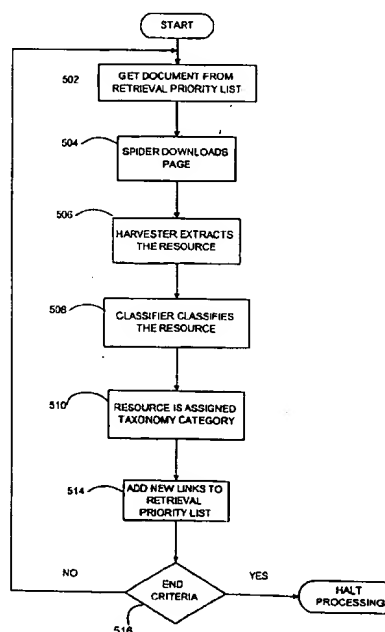 START
502
GET DOCUMENT FROM
RETRIEVAL PRIORITY LIST
504
SPIDER DOWNLOADS
PAGE
506
HARVESTER EXTRACTS
THE RESOURCE
508
CLASSIFIER CLASSIFIES
THE RESOURCE
510
RESOURCE IS ASSIGNED
TAXONOMY CATEGORY
514
ADD NEW LINKS TO
RETRIEVAL
PRIORITY LIST
NO
END
CRITERIA
YES
HALT
PROCESSING
516